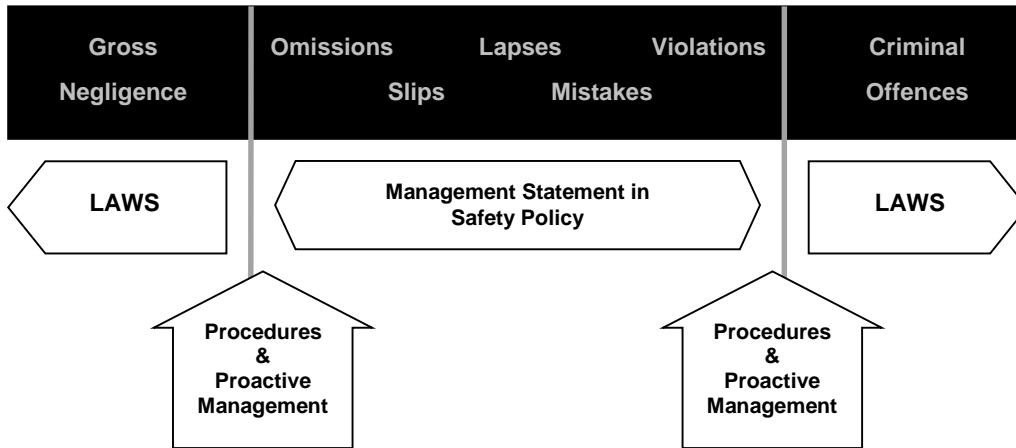 Gross
Negligence
Omissions Lapses Violations
Slips Mistakes
Criminal
Offences
LAWS
Management Statement in
Safety Policy
LAWS
Procedures
&
Proactive
Management
Procedures
&
Proactive
Management